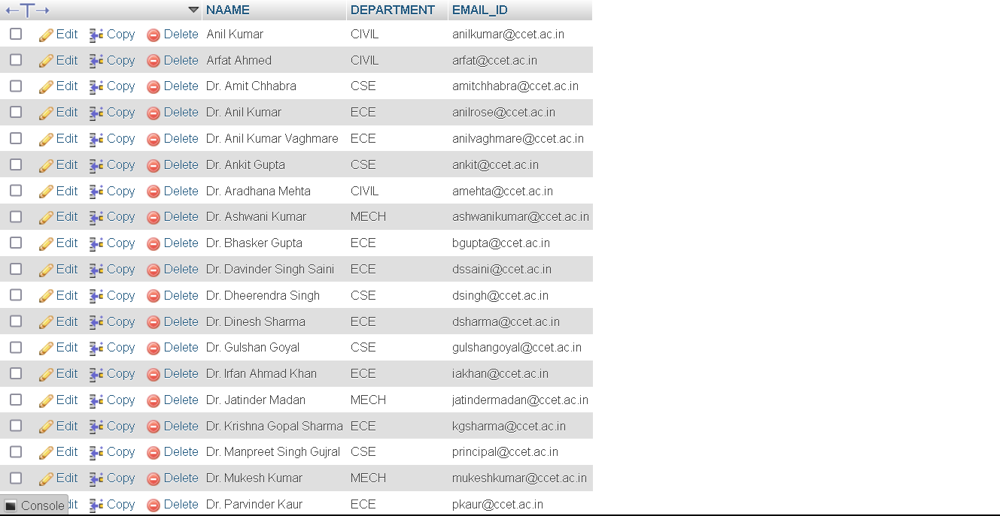 ←T→ NAAME DEPARTMENT EMAIL_ID
Edit Copy Delete Anil Kumar CIVIL anilkumar@ccet.ac.in
Edit Copy Delete Arfat Ahmed CIVIL arfat@ccet.ac.in
Edit Copy Delete Dr. Amit Chhabra CSE amitchhabra@ccet.ac.in
Edit Copy Delete Dr. Anil Kumar ECE anilrose@ccet.ac.in
Edit Copy Delete Dr. Anil Kumar Vaghmare ECE anilvaghmare@ccet.ac.in
Edit Copy Delete Dr. Ankit Gupta CSE ankit@ccet.ac.in
Edit Copy Delete Dr. Aradhana Mehta CIVIL amehta@ccet.ac.in
Edit Copy Delete Dr. Ashwani Kumar MECH ashwanikumar@ccet.ac.in
Edit Copy Delete Dr. Bhasker Gupta ECE bgupta@ccet.ac.in
Edit Copy Delete Dr. Davinder Singh Saini ECE dssaini@ccet.ac.in
Edit Copy Delete Dr. Dheerendra Singh CSE dsingh@ccet.ac.in
Edit Copy Delete Dr. Dinesh Sharma ECE dsharma@ccet.ac.in
Edit Copy Delete Dr. Gulshan Goyal CSE gulshangoyal@ccet.ac.in
Edit Copy Delete Dr. Irfan Ahmad Khan ECE iakhan@ccet.ac.in
Edit Copy Delete Dr. Jatinder Madan MECH jatindermadan@ccet.ac.in
Edit Copy Delete Dr. Krishna Gopal Sharma ECE kgsharma@ccet.ac.in
Edit Copy Delete Dr. Manpreet Singh Gujral CSE principal@ccet.ac.in
Edit Copy Delete Dr. Mukesh Kumar MECH mukeshkumar@ccet.ac.in
Console dit Copy Delete Dr. Parvinder Kaur ECE pkaur@ccet.ac.in